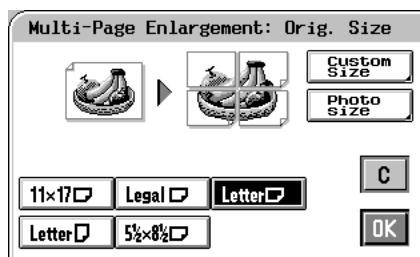 Multi-Page Enlargement: Orig. Size
Custom
Size
Photo
size
C
11×17 Legal Letter
Letter 5½×8½
OK